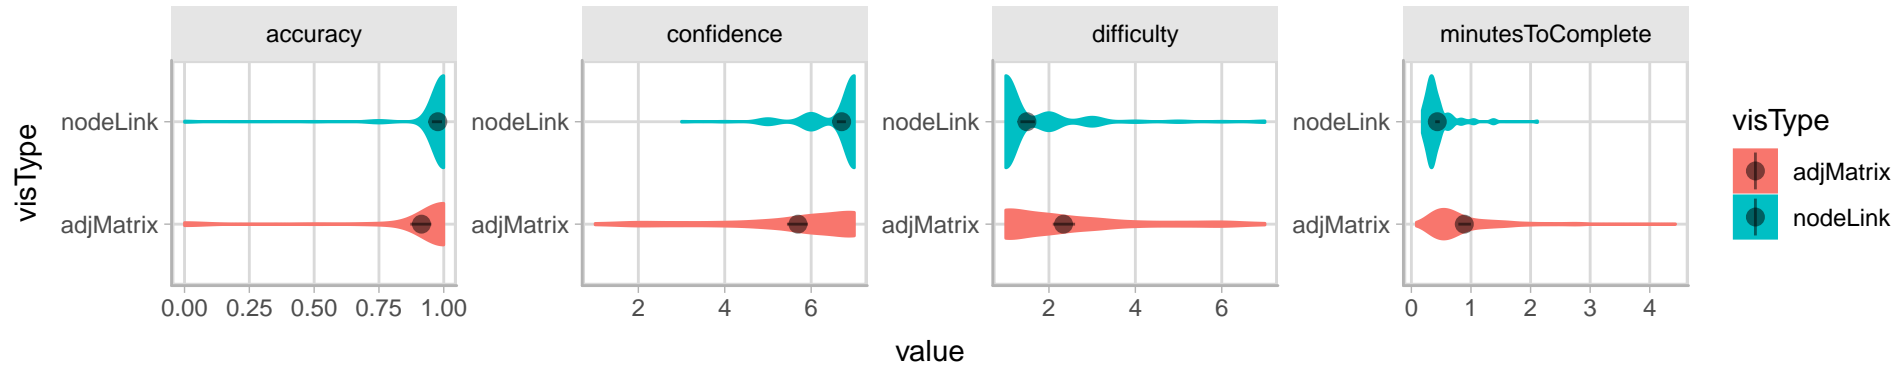 accuracy
confidence
difficulty
minutesToComplete
visType
nodeLink
adjMatrix
0.00 0.25 0.50 0.75 1.00
nodeLink
adjMatrix
2 4 6
nodeLink
adjMatrix
2 4 6
nodeLink
adjMatrix
0 1 2 3 4
value
visType
adjMatrix
nodeLink